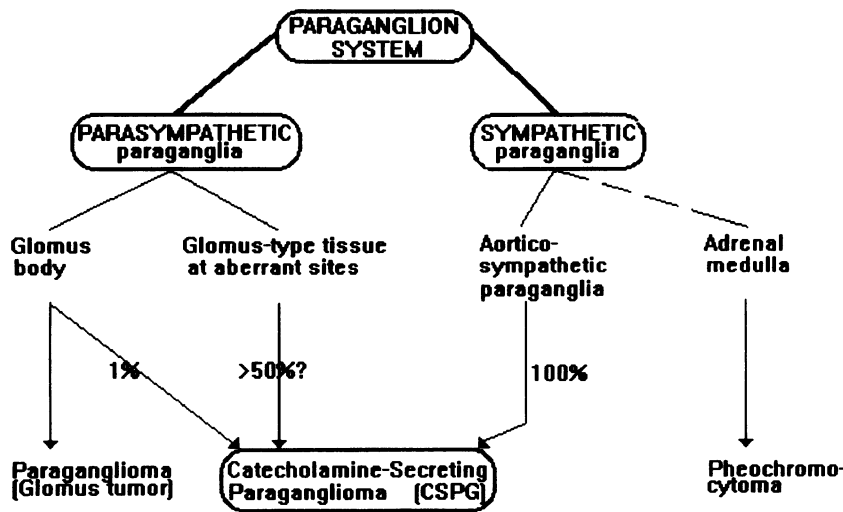 PARAGANGLION
SYSTEM
PARASYMPATHETIC
paraganglia
SYMPATHETIC
paraganglia
Glomus
body
Glomus-type tissue
at aberrant sites
Aortico-
sympathetic
paraganglia
Adrenal
medulla
1%
>50%?
100%
Paraganglioma
(Glomus tumor)
Catecholamine-Secreting
Paraganglioma (CSPG)
Pheochromo-
cytoma